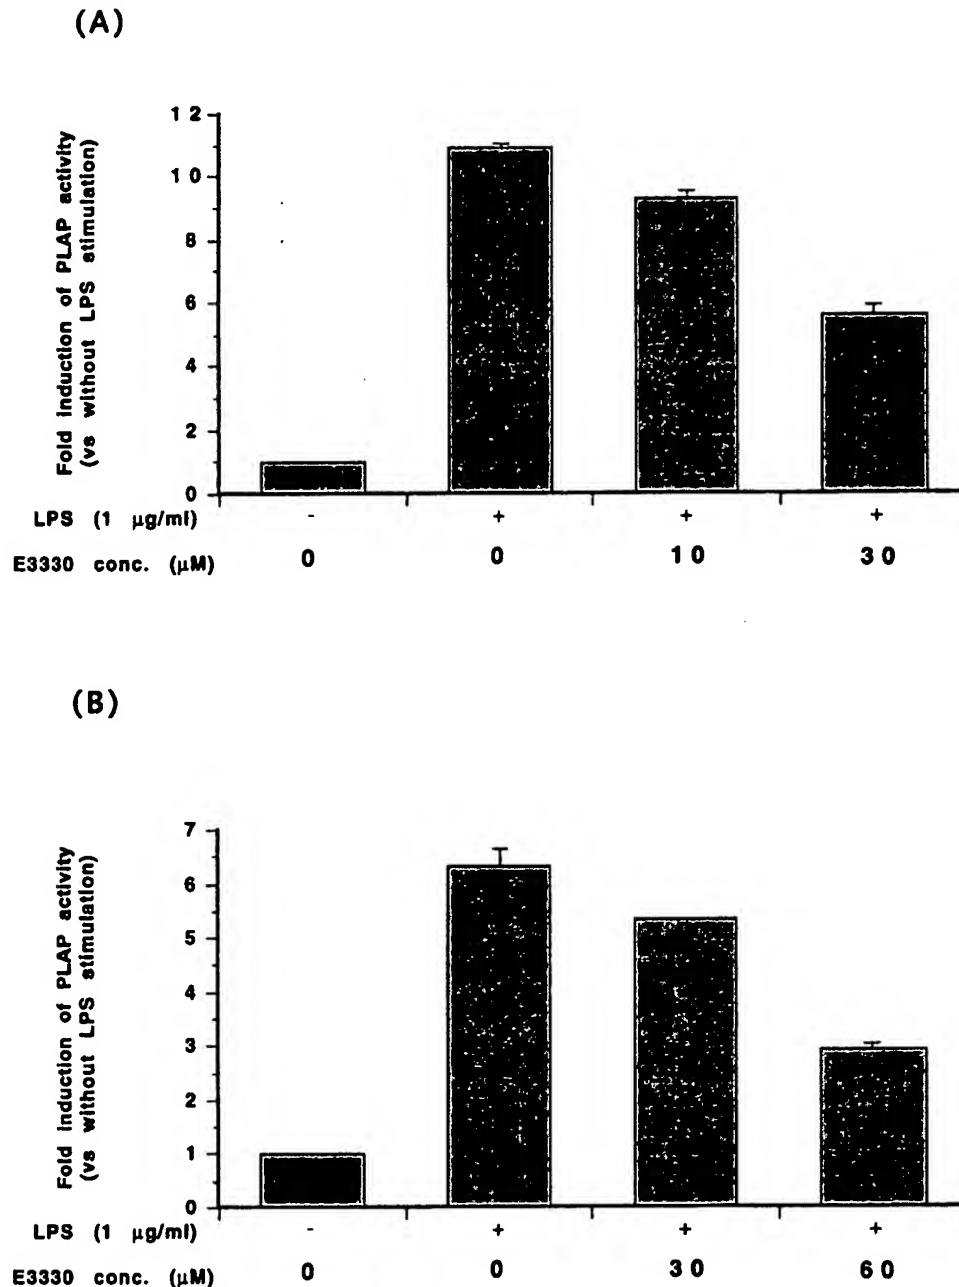 (A)
Fold induction of PLAP activity
(vs without LPS stimulation)
12
10
8
6
4
2
0
LPS (1 µg/ml) - + + +
E3330 conc. (µM) 0 0 10 30
(B)
Fold induction of PLAP activity
(vs without LPS stimulation)
7
6
5
4
3
2
1
0
LPS (1 µg/ml) - + + +
E3330 conc. (µM) 0 0 30 60